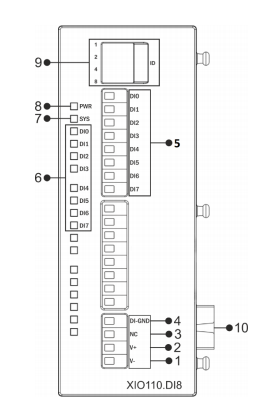 1
2
4
8
ID
9
8
PWR
7
SYS
6
DI0
DI1
DI2
DI3
DI4
DI5
DI6
DI7
DI0
DI1
DI2
DI3
DI4
DI5
DI6
DI7
5
DI-GND
4
NC
3
V+
2
V-
1
10
XIO110.DI8